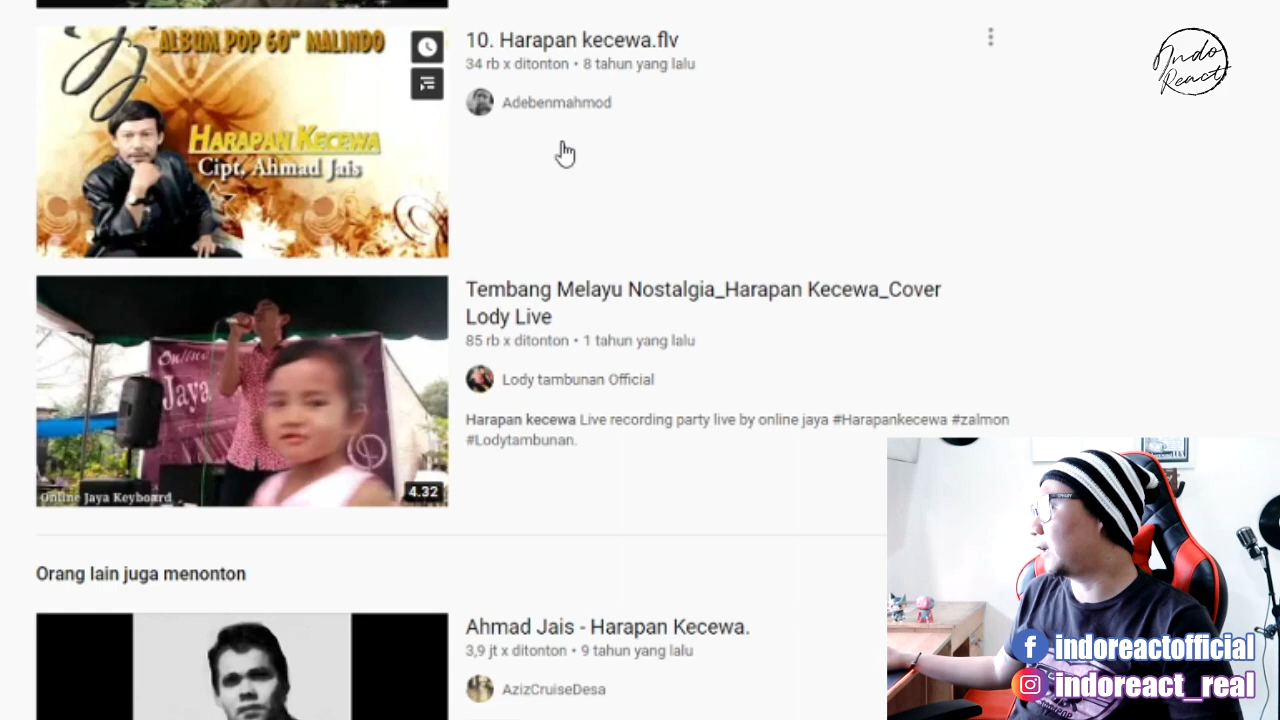 ALBUM POP 60" MALINDO
HARAPAN KECEWA
Cipt. Ahmad Jais
10. Harapan kecewa.flv
34 rb x ditonton • 8 tahun yang lalu
Adebenmahmod
Indo
React
Online
Jaya
Online Jaya Keyboard
4.32
Tembang Melayu Nostalgia_Harapan Kecewa_Cover
Lody Live
85 rb x ditonton • 1 tahun yang lalu
Lody tambunan Official
Harapan kecewa Live recording party live by online jaya #Harapankecewa #zalmon
#Lodytambunan.
Orang lain juga menonton
Ahmad Jais - Harapan Kecewa.
3,9 jt x ditonton • 9 tahun yang lalu
AzizCruiseDesa
indoreactofficial
indoreact_real